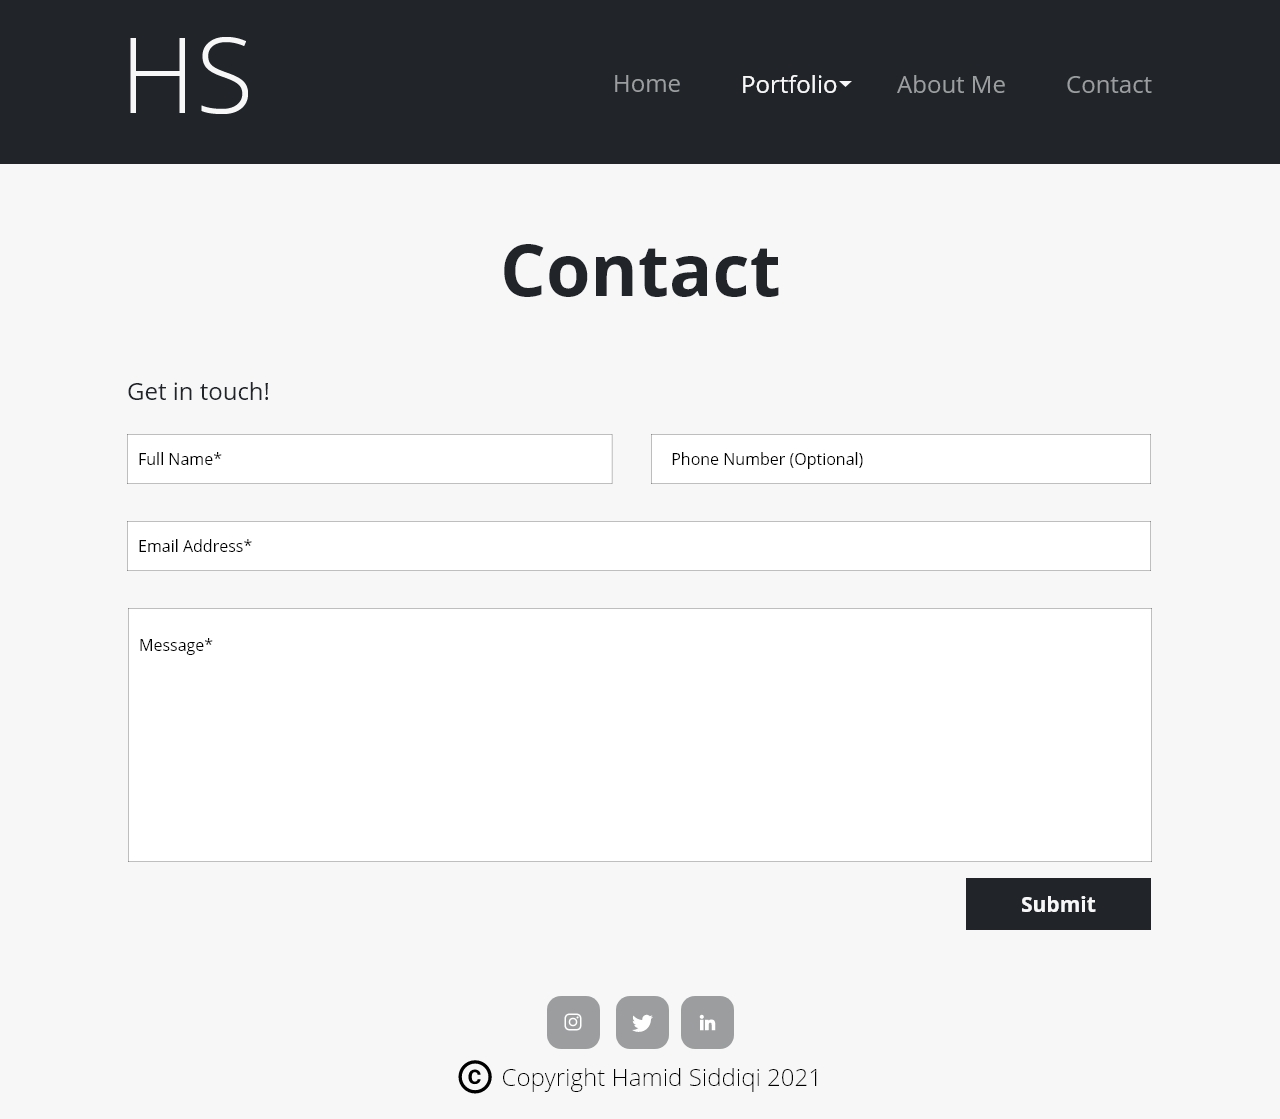 HS
Home Portfolio About Me Contact
Contact
Get in touch!
Full Name* Phone Number (Optional)
Email Address*
Message*
Submit
in
© Copyright Hamid Siddiqi 2021